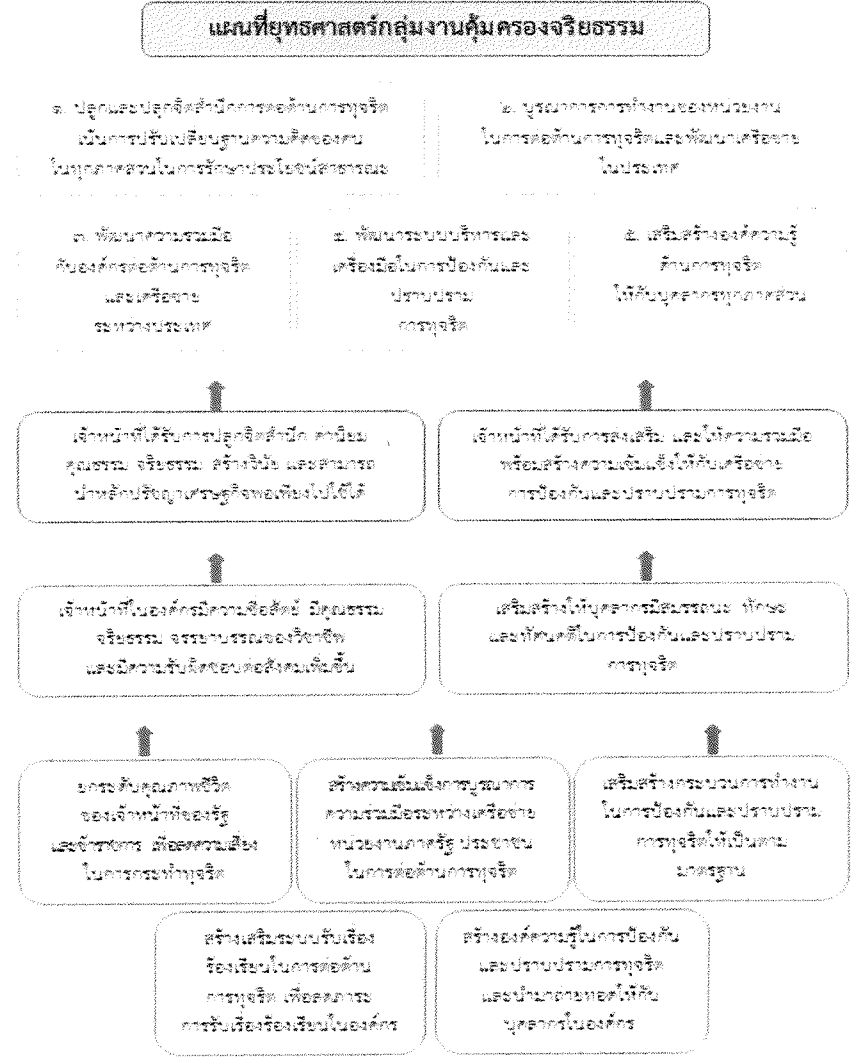 แผนที่ยุทธศาสตร์กลุ่มงานคุ้มครองจริยธรรม
๑. ปลูกและปลุกจิตสำนึกการต่อต้านการทุจริต
เน้นการปรับเปลี่ยนฐานความคิดของคน
ในทุกภาคส่วนในการรักษาประโยชน์สาธารณะ
๒. บูรณาการการทำงานของหน่วยงาน
ในการต่อต้านการทุจริตและพัฒนาเครือข่าย
ในประเทศ
๓. พัฒนาความร่วมมือ
กับองค์กรต่อต้านการทุจริต
และเครือข่าย
ระหว่างประเทศ
๔. พัฒนาระบบบริหารและ
เครื่องมือในการป้องกันและ
ปราบปราม
การทุจริต
๕. เสริมสร้างองค์ความรู้
ด้านการทุจริต
ให้กับบุคลากรทุกภาคส่วน
เจ้าหน้าที่ได้รับการปลูกจิตสำนึก ค่านิยม
คุณธรรม จริยธรรม สร้างวินัย และสามารถ
นำหลักปรัชญาเศรษฐกิจพอเพียงไปใช้ได้
เจ้าหน้าที่ได้รับการส่งเสริม และให้ความร่วมมือ
พร้อมสร้างความเข้มแข็งให้กับเครือข่าย
การป้องกันและปราบปรามการทุจริต
เจ้าหน้าที่ในองค์กรมีความซื่อสัตย์ มีคุณธรรม
จริยธรรม จรรยาบรรณของวิชาชีพ
และมีความรับผิดชอบต่อสังคมเพิ่มขึ้น
เสริมสร้างให้บุคลากรมีสมรรถนะ ทักษะ
และทัศนคติในการป้องกันและปราบปราม
การทุจริต
ยกระดับคุณภาพชีวิต
ของเจ้าหน้าที่ของรัฐ
และข้าราชการ เพื่อลดความเสี่ยง
ในการกระทำทุจริต
สร้างความเข้มแข็งการบูรณาการ
ความร่วมมือระหว่างเครือข่าย
หน่วยงานภาครัฐ ประชาชน
ในการต่อต้านการทุจริต
เสริมสร้างกระบวนการทำงาน
ในการป้องกันและปราบปราม
การทุจริตให้เป็นตาม
มาตรฐาน
สร้างเสริมระบบรับเรื่อง
ร้องเรียนในการต่อต้าน
การทุจริต เพื่อลดภาระ
การรับเรื่องร้องเรียนในองค์กร
สร้างองค์ความรู้ในการป้องกัน
และปราบปรามการทุจริต
และนำมาถ่ายทอดให้กับ
บุคลากรในองค์กร